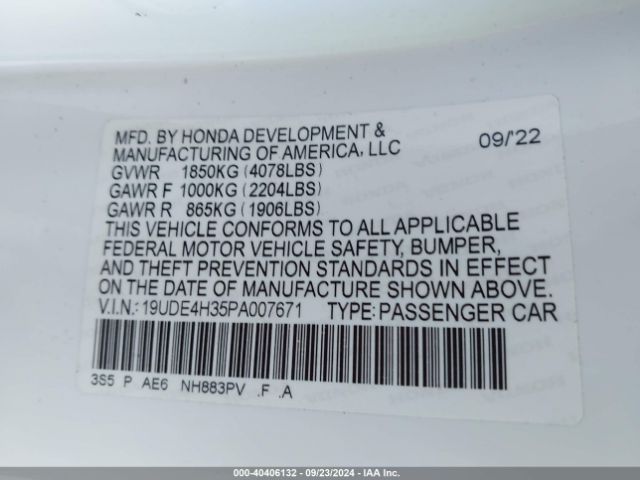 MFD. BY HONDA DEVELOPMENT &
MANUFACTURING OF AMERICA, LLC 09/'22
GVWR 1850KG (4078LBS)
GAWR F 1000KG (2204LBS)
GAWR R 865KG (1906LBS)
THIS VEHICLE CONFORMS TO ALL APPLICABLE
FEDERAL MOTOR VEHICLE SAFETY, BUMPER,
AND THEFT PREVENTION STANDARDS IN EFFECT
ON THE DATE OF MANUFACTURE SHOWN ABOVE.
V.I.N.: 19UDE4H35PA007671 TYPE: PASSENGER CAR
3S5 P AE6 NH883PV .F .A
000-40406132 - 09/23/2024 - IAAI.COM